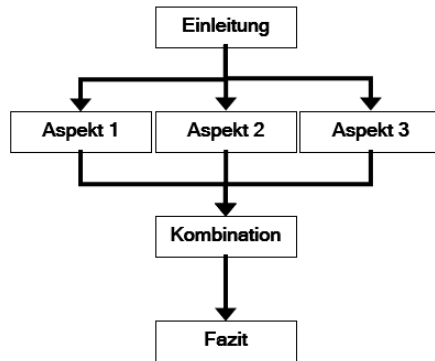 Einleitung
Aspekt 1
Aspekt 2
Aspekt 3
Kombination
Fazit